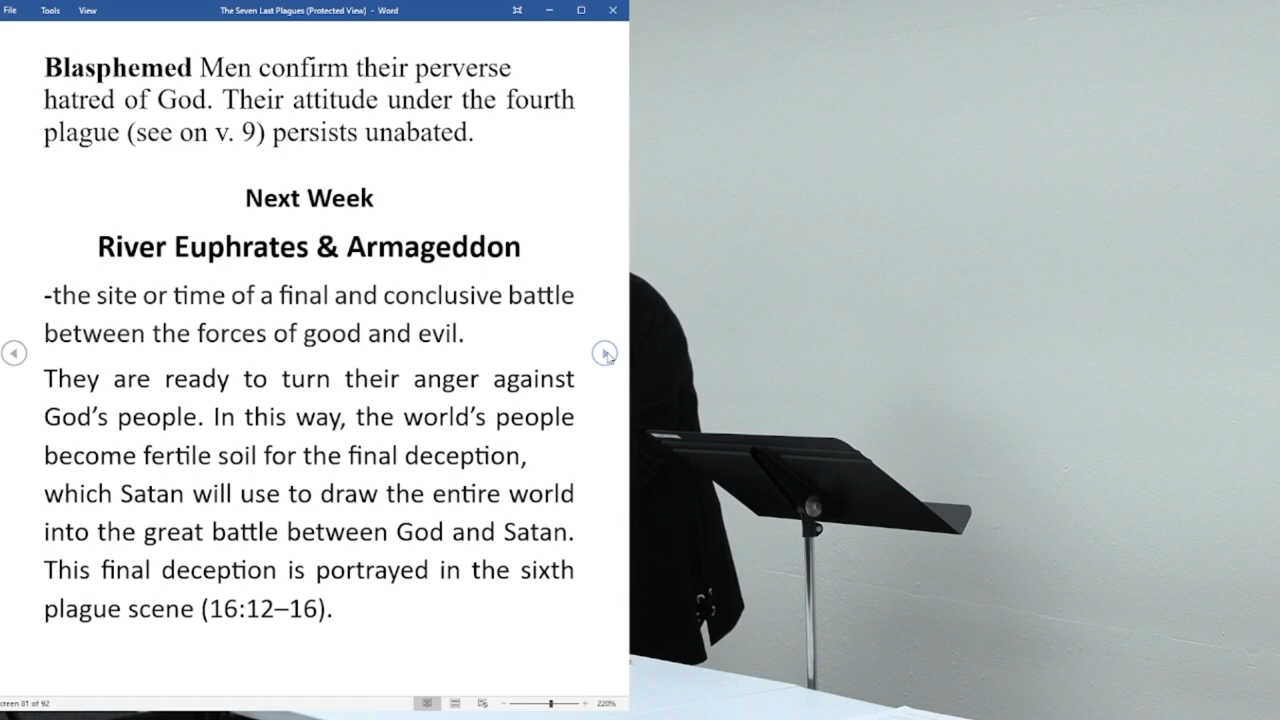 File Tools View The Seven Last Plagues (Protected View) - Word
Blasphemed Men confirm their perverse
hatred of God. Their attitude under the fourth
plague (see on v. 9) persists unabated.
Next Week
River Euphrates & Armageddon
-the site or time of a final and conclusive battle
between the forces of good and evil.
They are ready to turn their anger against
God’s people. In this way, the world’s people
become fertile soil for the final deception,
which Satan will use to draw the entire world
into the great battle between God and Satan.
This final deception is portrayed in the sixth
plague scene (16:12–16).
creen 81 of 92 220%